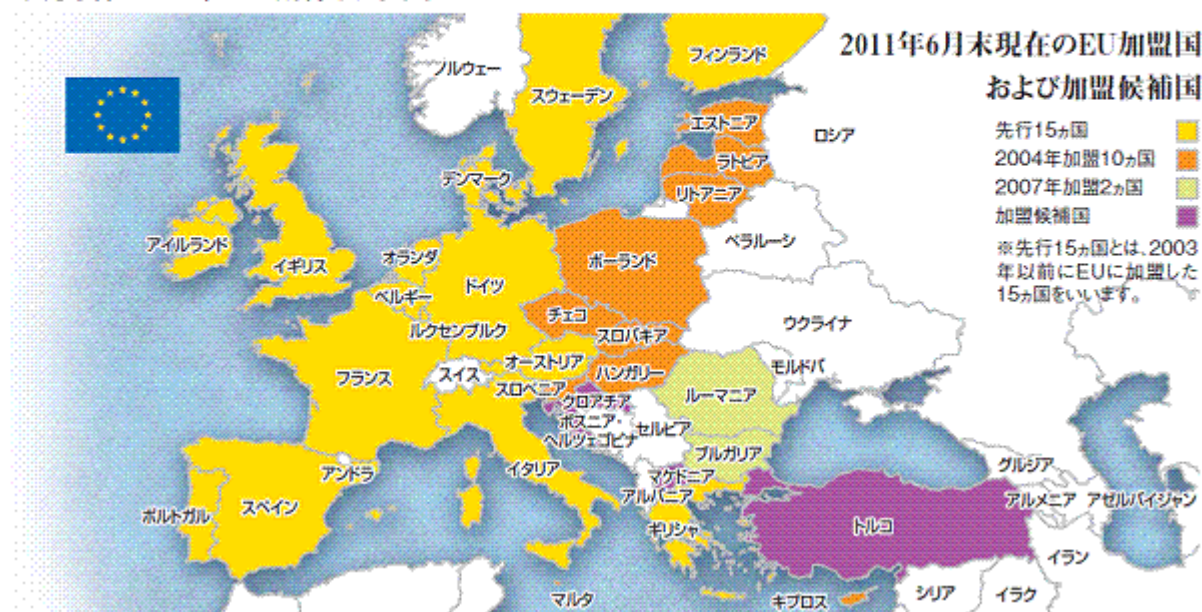 2011年6月末現在のEU加盟国
および加盟候補国
先行15ヵ国
2004年加盟10ヵ国
2007年加盟2ヵ国
加盟候補国
※先行15ヵ国とは、2003
年以前にEUに加盟した
15ヵ国をいいます。
フィンランド
ノルウェー
スウェーデン
エストニア
ロシア
ラトビア
デンマーク
リトアニア
アイルランド
オランダ
ベラルーシ
イギリス
ポーランド
ドイツ
ベルギー
チェコ
ルクセンブルク
スロバキア
ウクライナ
オーストリア
モルドバ
フランス
スイス
ハンガリー
スロベニア
ルーマニア
クロアチア
ボスニア・
ヘルツェゴビナ
セルビア
ブルガリア
イタリア
アンドラ
マケドニア
グルジア
アルバニア
アルメニア
アゼルバイジャン
ポルトガル
スペイン
ギリシャ
トルコ
イラン
マルタ
キプロス
シリア
イラク